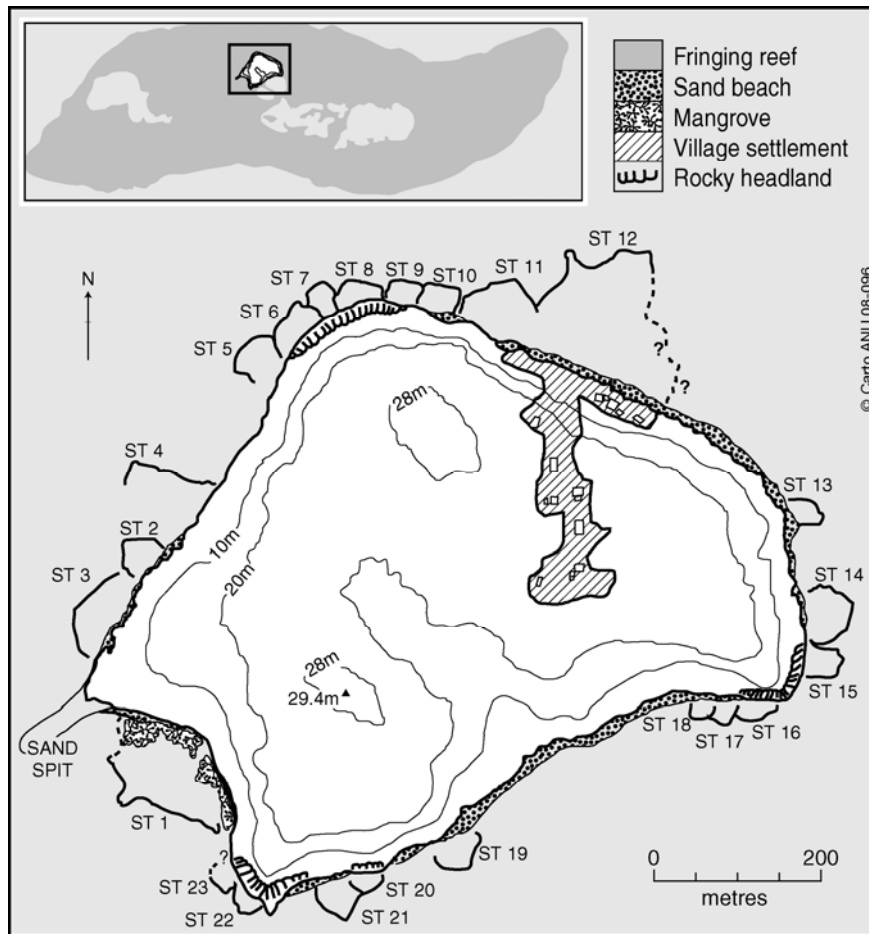 Fringing reef
Sand beach
Mangrove
Village settlement
Rocky headland
N
ST 12
ST 11
ST10
ST 9
ST 8
ST 7
ST 6
ST 5
?
?
© Carto ANU 08-096
28m
ST 4
ST 13
10m
ST 2
20m
ST 3
ST 14
28m
29.4m
ST 15
SAND
SPIT
ST 18
ST 17
ST 16
ST 1
?
ST 19
ST 23
ST 20
ST 22
ST 21
0
200
metres